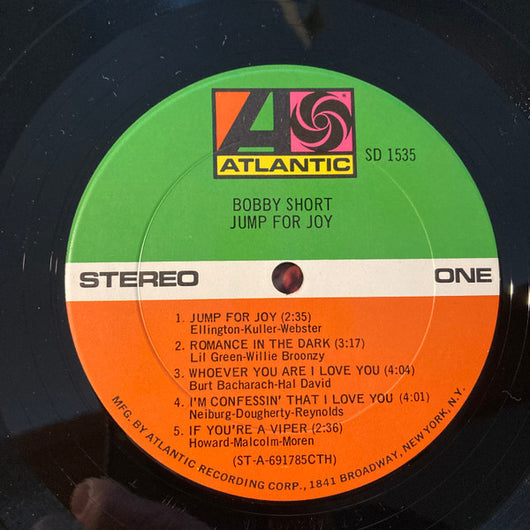 ATLANTIC
SD 1535
BOBBY SHORT
JUMP FOR JOY
STEREO
ONE
1. JUMP FOR JOY (2:35)
Ellington-Kuller-Webster
2. ROMANCE IN THE DARK (3:17)
Lil Green-Willie Broonzy
3. WHOEVER YOU ARE I LOVE YOU (4:04)
Burt Bacharach-Hal David
4. I'M CONFESSIN' THAT I LOVE YOU (4:01)
Neiburg-Dougherty-Reynolds
5. IF YOU'RE A VIPER (2:36)
Howard-Malcolm-Moren
(ST-A-691785CTH)
MFG. BY ATLANTIC RECORDING CORP., 1841 BROADWAY, NEW YORK, N.Y.